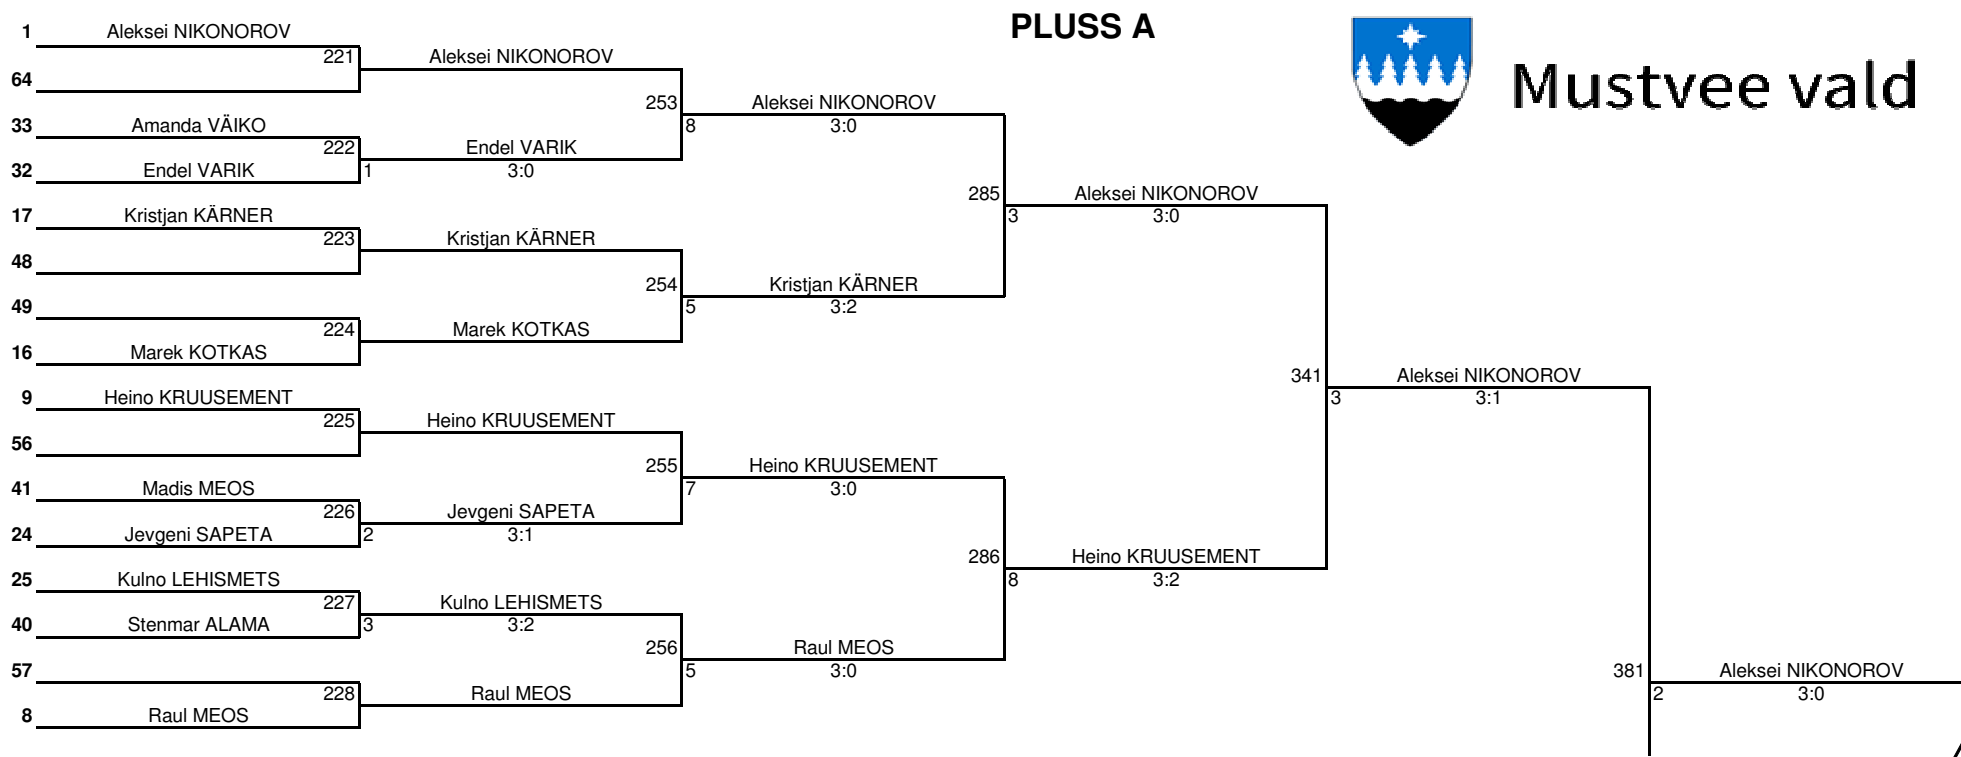 PLUSS A
Mustvee vald
1 Aleksei NIKONOROV
221 Aleksei NIKONOROV
64
253 Aleksei NIKONOROV
8 3:0
33 Amanda VÄIKO
222 Endel VARIK
32 Endel VARIK 1 3:0
285 Aleksei NIKONOROV
3 3:0
17 Kristjan KÄRNER
223 Kristjan KÄRNER
48
254 Kristjan KÄRNER
5 3:2
49
224 Marek KOTKAS
16 Marek KOTKAS
341 Aleksei NIKONOROV
3 3:1
9 Heino KRUUSEMENT
225 Heino KRUUSEMENT
56
255 Heino KRUUSEMENT
7 3:0
41 Madis MEOS
226 Jevgeni SAPETA
24 Jevgeni SAPETA 2 3:1
286 Heino KRUUSEMENT
8 3:2
25 Kulno LEHISMETS
227 Kulno LEHISMETS
40 Stenmar ALAMA 3 3:2
256 Raul MEOS
5 3:0
57
228 Raul MEOS
8 Raul MEOS
381 Aleksei NIKONOROV
2 3:0